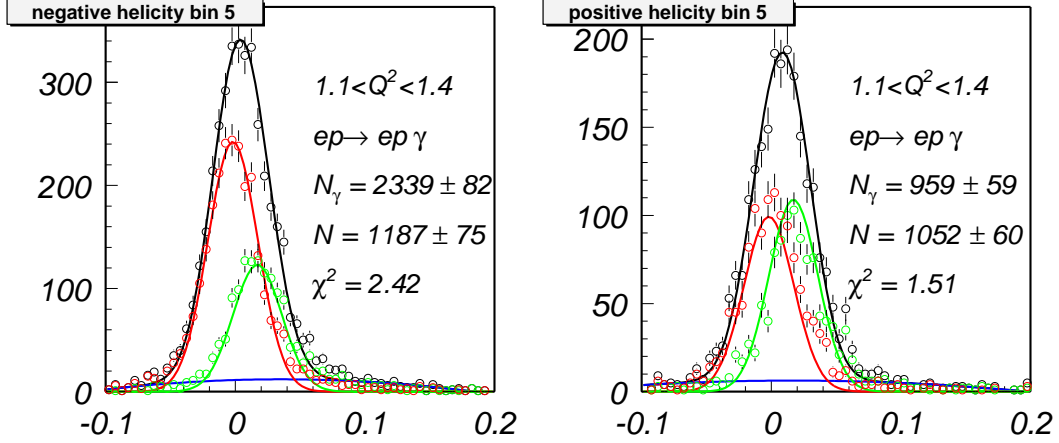 negative helicity bin 5
300
200
100
0
1.1<Q²<1.4
ep→ ep γ
Nγ = 2339 ± 82
N = 1187 ± 75
χ² = 2.42
-0.1 0 0.1 0.2
positive helicity bin 5
200
150
100
50
0
1.1<Q²<1.4
ep→ ep γ
Nγ = 959 ± 59
N = 1052 ± 60
χ² = 1.51
-0.1 0 0.1 0.2